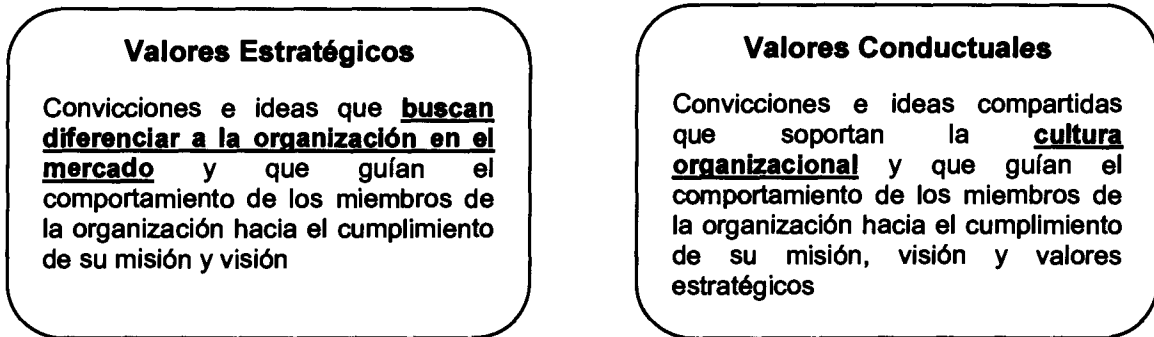 Valores Estratégicos
Convicciones e ideas que buscan
diferenciar a la organización en el
mercado y que guían el
comportamiento de los miembros de
la organización hacia el cumplimiento
de su misión y visión
Valores Conductuales
Convicciones e ideas compartidas
que soportan la cultura
organizacional y que guían el
comportamiento de los miembros de
la organización hacia el cumplimiento
de su misión, visión y valores
estratégicos